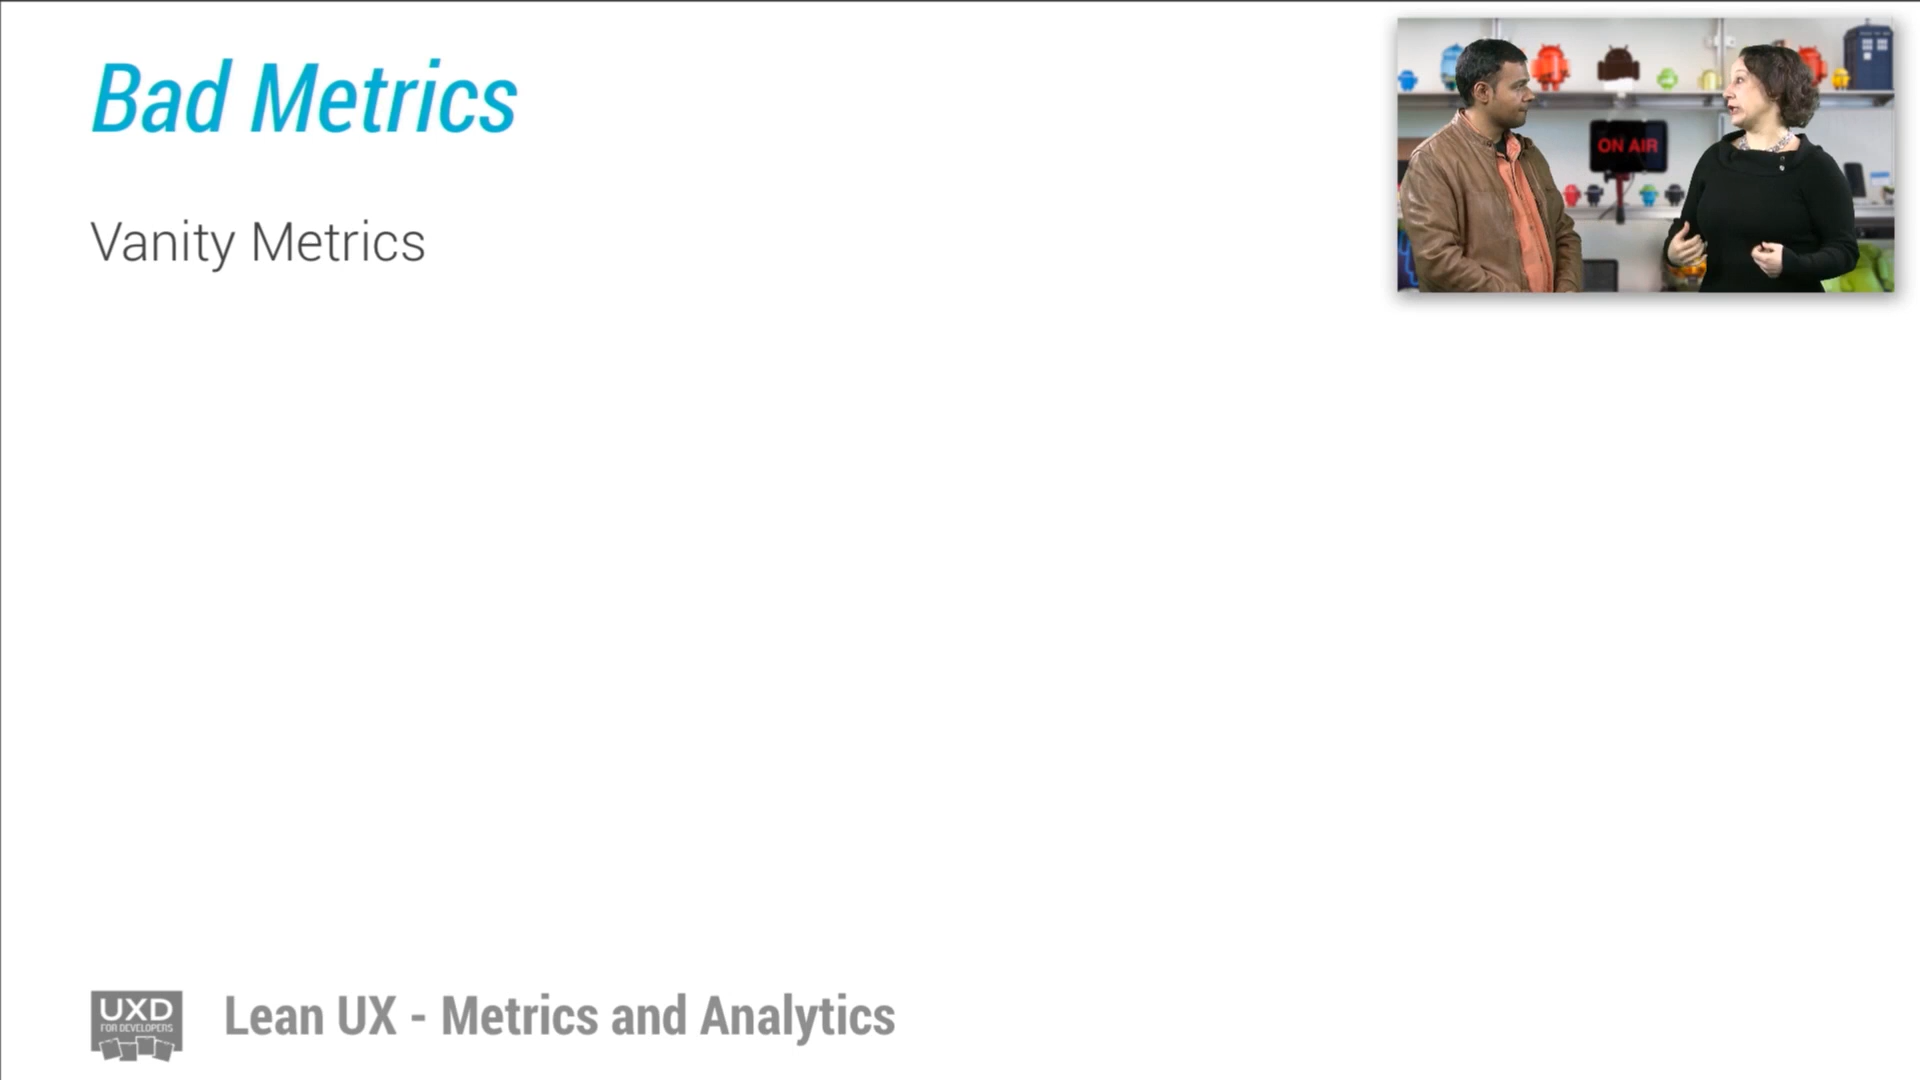 Bad Metrics
ON AIR
Vanity Metrics
UXD
FOR DEVELOPERS
Lean UX - Metrics and Analytics